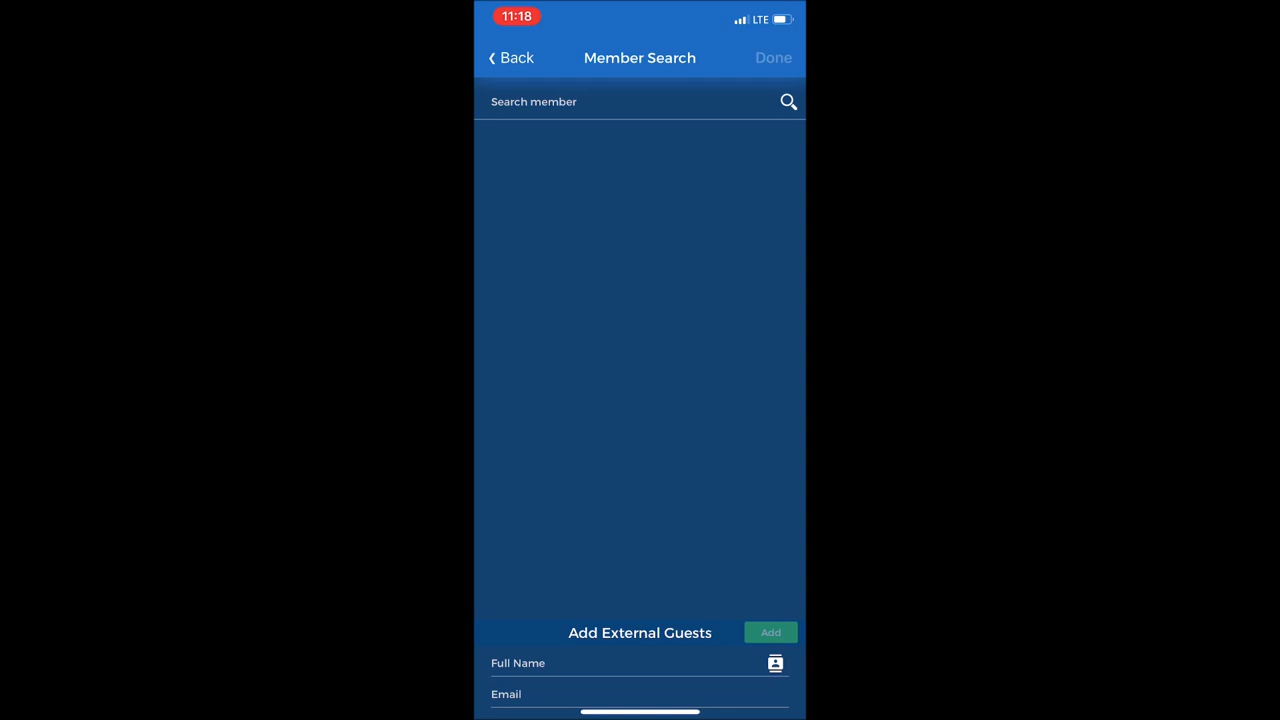 11:18
LTE
Back
Member Search
Done
Search member
Add External Guests
Add
Full Name
Email